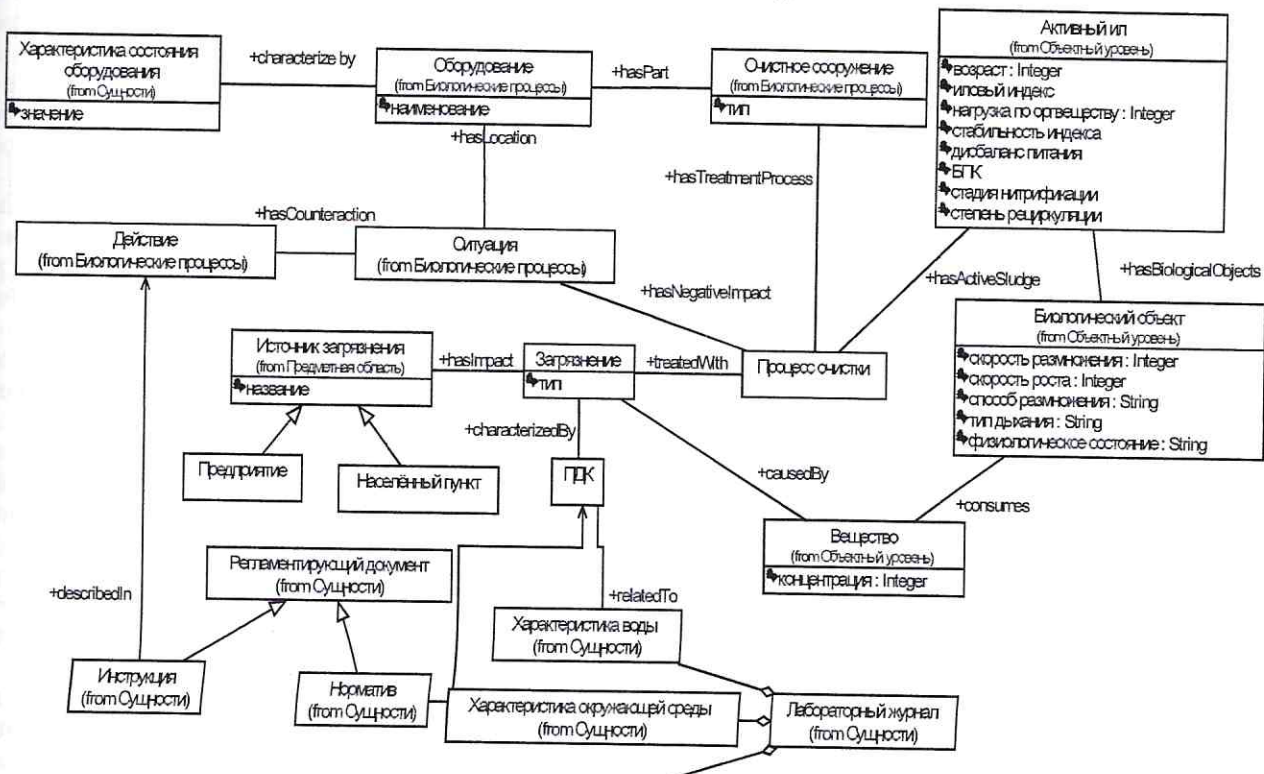 Характеристика состояния
оборудования
(from Сущности)
значение
+characterize by
Оборудование
(from Биологические процессы)
наименование
+hasPart
Очистное сооружение
(from Биологические процессы)
тип
Активный ил
(from Объектный уровень)
возраст : Integer
иловый индекс
нагрузка по оргвеществу : Integer
стабильность индекса
дисбаланс питания
БПК
стадия нитрификации
степень рециркуляции
+hasLocation
+hasTreatmentProcess
+hasCounteraction
Действие
(from Биологические процессы)
Ситуация
(from Биологические процессы)
+hasNegativeImpact
+hasActiveSludge
+hasBiologicalObjects
Биологический объект
(from Объектный уровень)
скорость размножения : Integer
скорость роста : Integer
способ размножения : String
тип дыхания : String
физиологическое состояние : String
Источник загрязнения
(from Предметная область)
название
+hasImpact
Загрязнение
тип
+treatedWith
Процесс очистки
+characterizedBy
Предприятие
Населённый пункт
ПДК
+causedBy
+consumes
Вещество
(from Объектный уровень)
концентрация : Integer
Регламентирующий документ
(from Сущности)
+describedIn
+relatedTo
Характеристика воды
(from Сущности)
Инструкция
(from Сущности)
Норматив
(from Сущности)
Характеристика окружающей среды
(from Сущности)
Лабораторный журнал
(from Сущности)